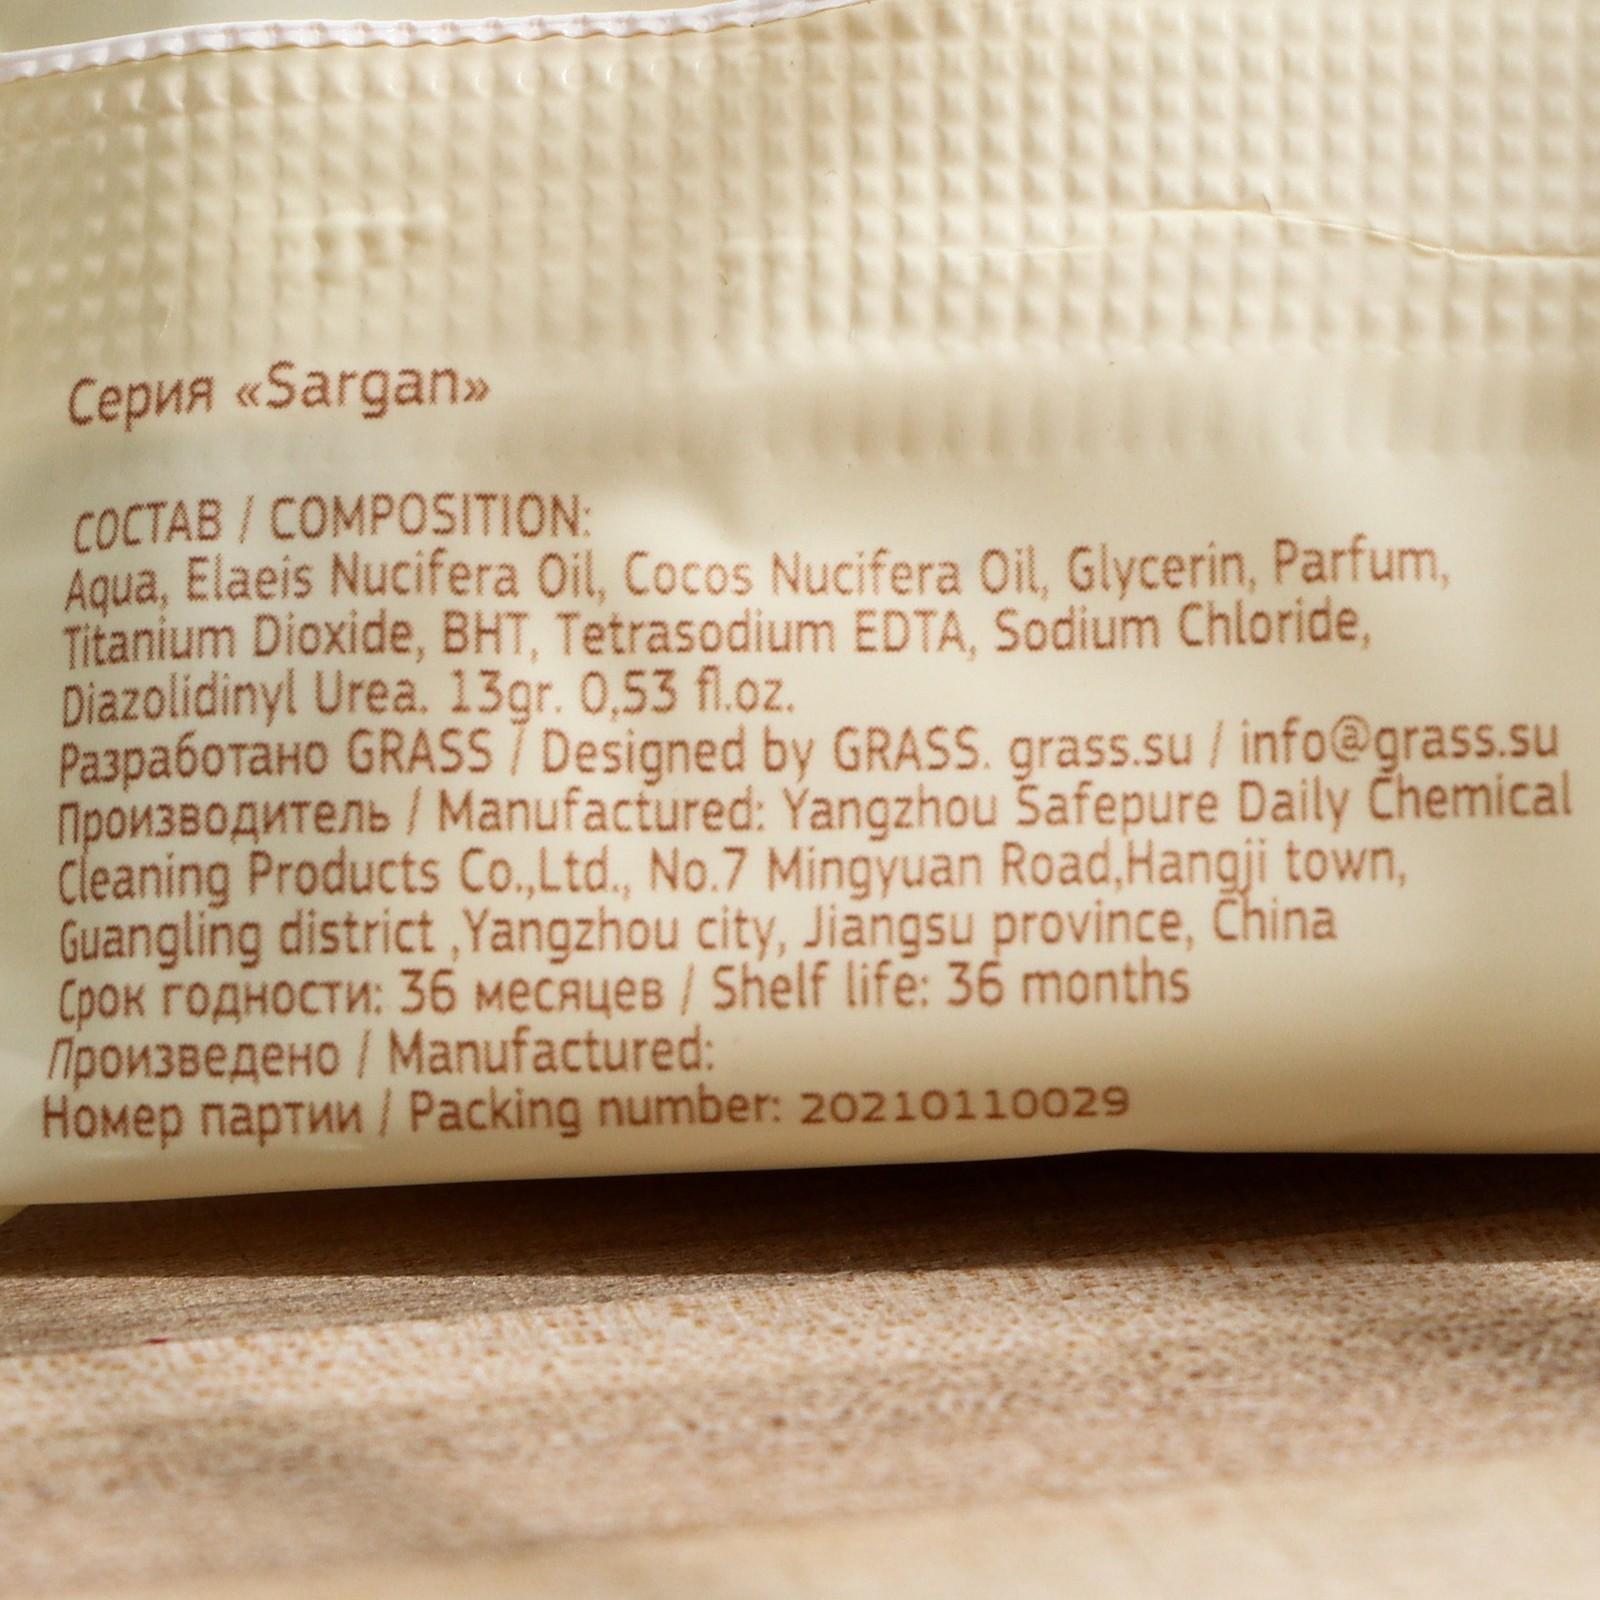 Серия «Sargan»
СОСТАВ / COMPOSITION:
Aqua, Elaeis Nucifera Oil, Cocos Nucifera Oil, Glycerin, Parfum,
Titanium Dioxide, BHT, Tetrasodium EDTA, Sodium Chloride,
Diazolidinyl Urea. 13gr. 0,53 fl.oz.
Разработано GRASS / Designed by GRASS. grass.su / info@grass.su
Производитель / Manufactured: Yangzhou Safepure Daily Chemical
Cleaning Products Co.,Ltd., No.7 Mingyuan Road,Hangji town,
Guangling district ,Yangzhou city, Jiangsu province, China
Срок годности: 36 месяцев / Shelf life: 36 months
Произведено / Manufactured:
Номер партии / Packing number: 20210110029